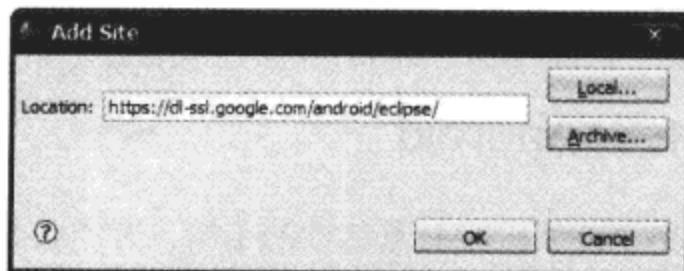 Add Site
Location: https://dl-ssl.google.com/android/eclipse/
Local...
Archive...
OK
Cancel